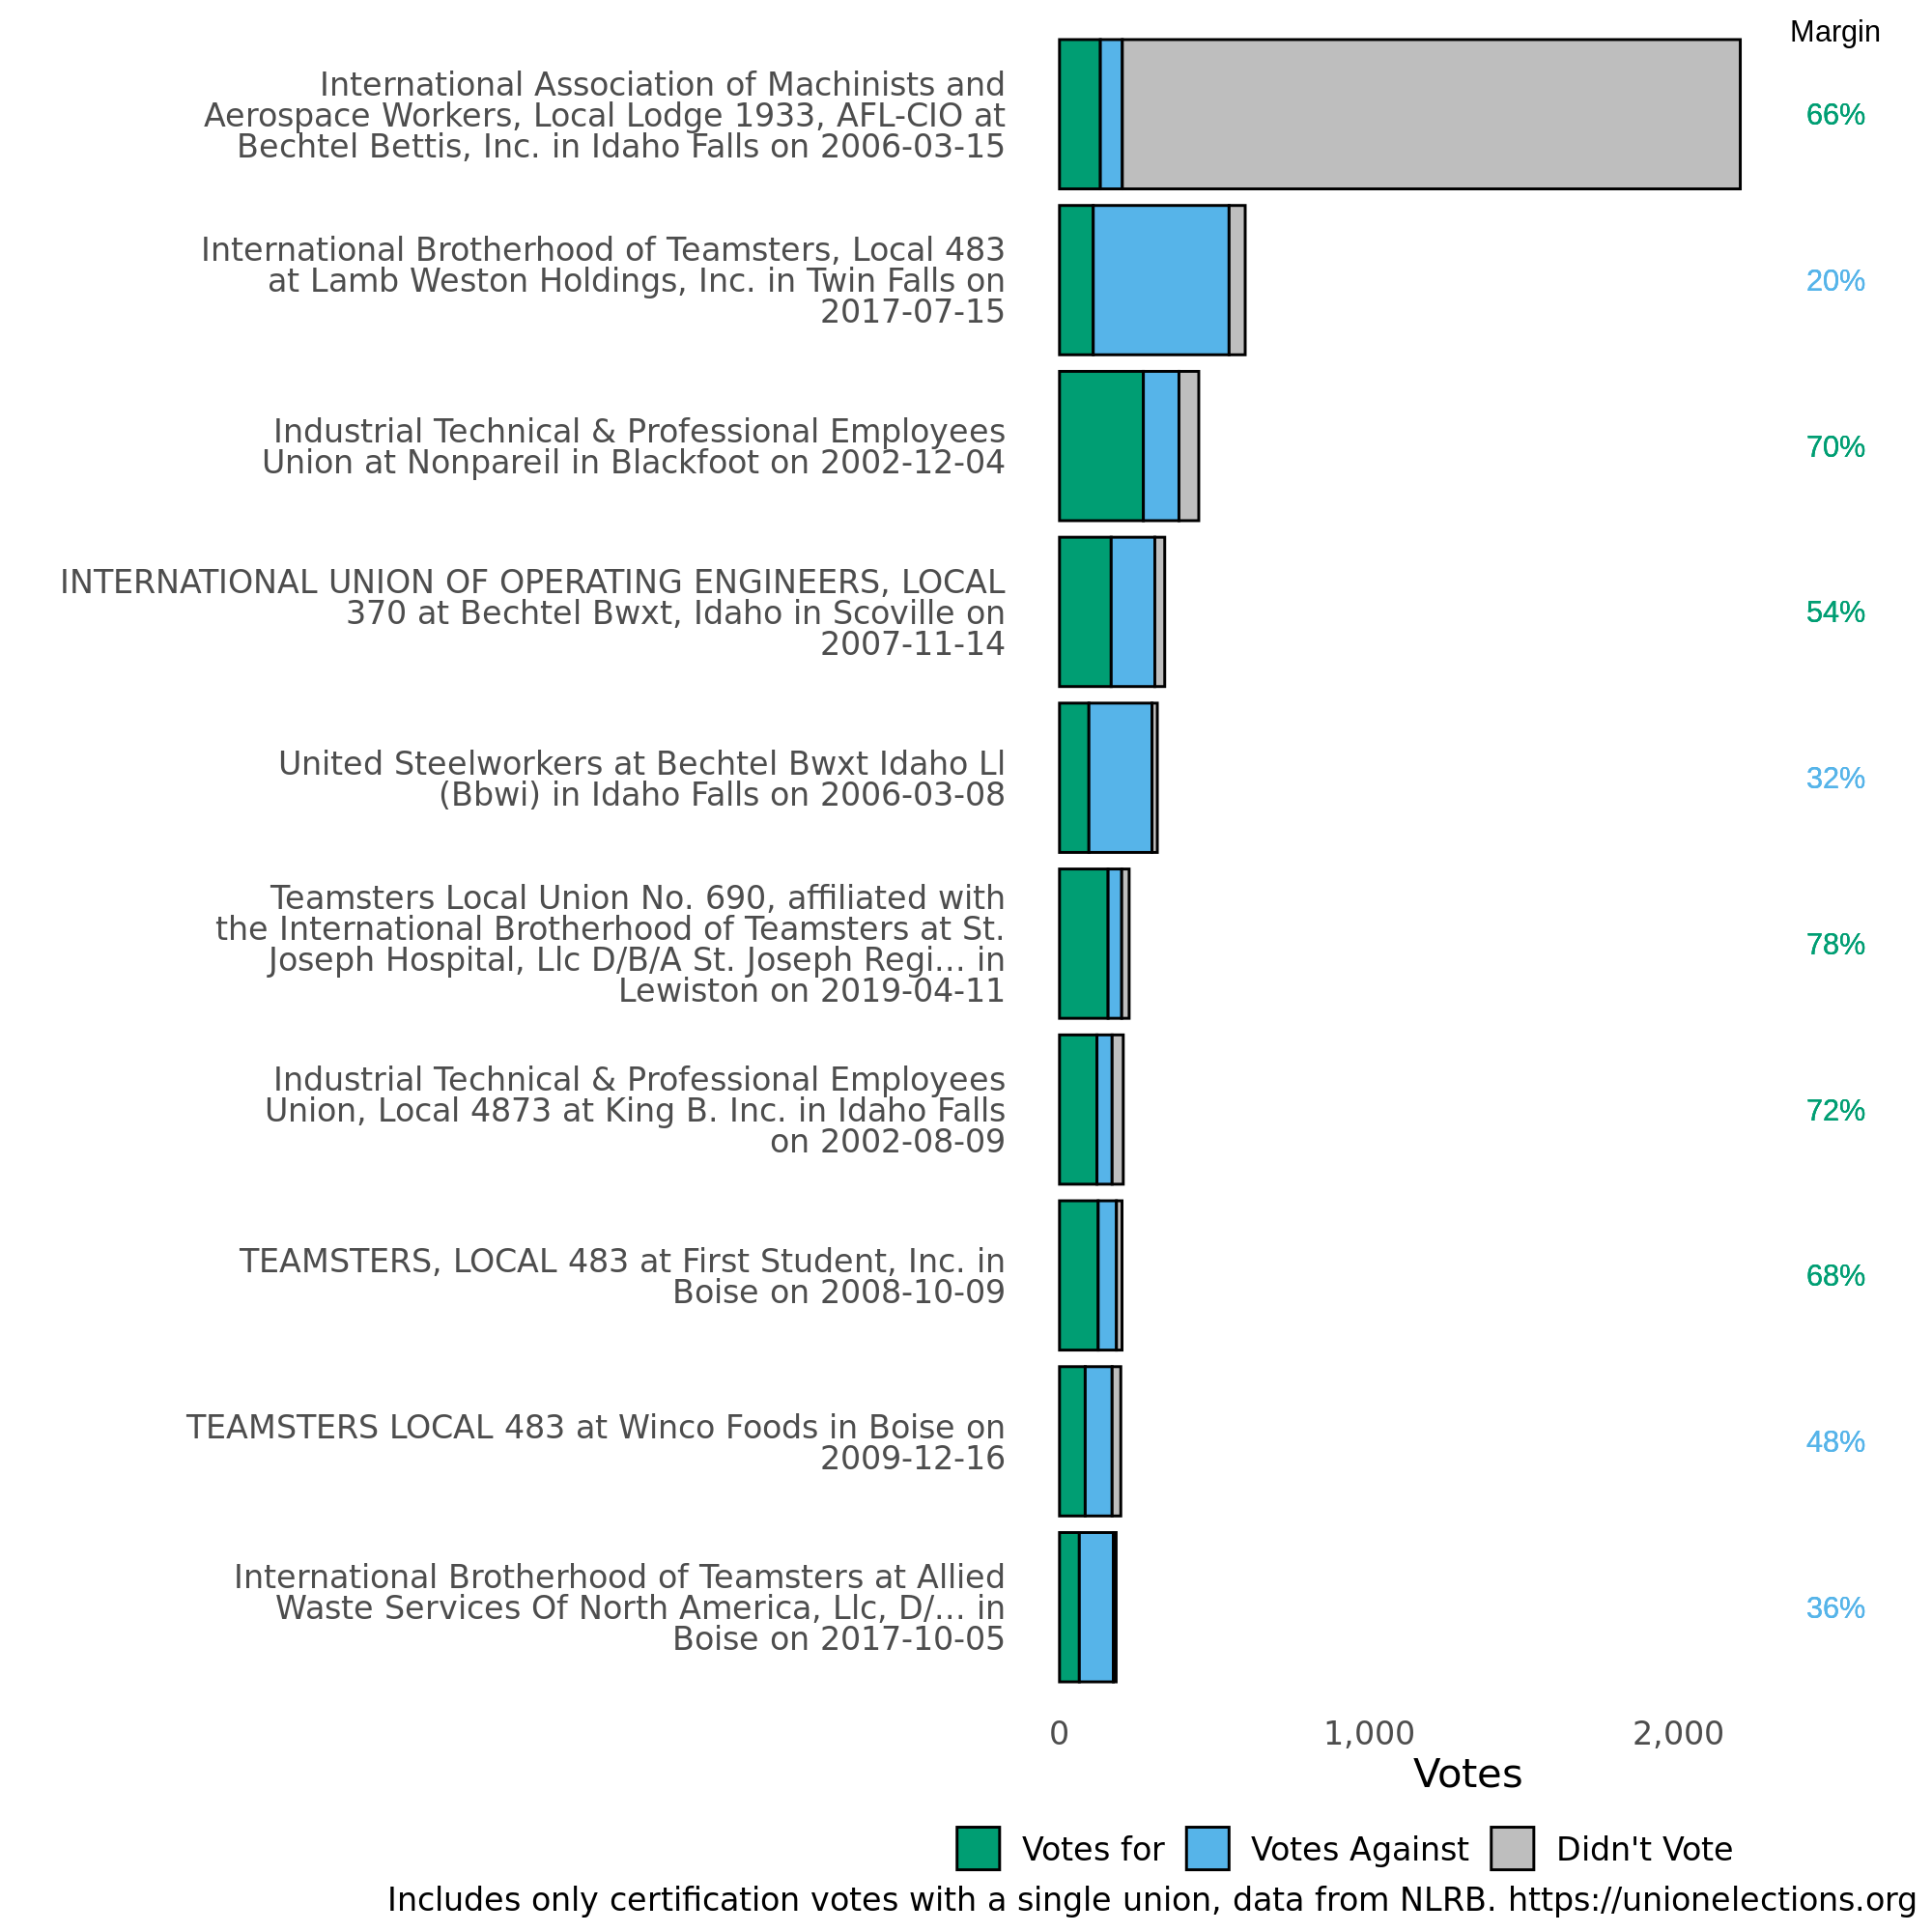 Margin
International Association of Machinists and
Aerospace Workers, Local Lodge 1933, AFL-CIO at
Bechtel Bettis, Inc. in Idaho Falls on 2006-03-15
66%
International Brotherhood of Teamsters, Local 483
at Lamb Weston Holdings, Inc. in Twin Falls on
2017-07-15
20%
Industrial Technical & Professional Employees
Union at Nonpareil in Blackfoot on 2002-12-04
70%
INTERNATIONAL UNION OF OPERATING ENGINEERS, LOCAL
370 at Bechtel Bwxt, Idaho in Scoville on
2007-11-14
54%
United Steelworkers at Bechtel Bwxt Idaho Ll
(Bbwi) in Idaho Falls on 2006-03-08
32%
Teamsters Local Union No. 690, affiliated with
the International Brotherhood of Teamsters at St.
Joseph Hospital, Llc D/B/A St. Joseph Regi... in
Lewiston on 2019-04-11
78%
Industrial Technical & Professional Employees
Union, Local 4873 at King B. Inc. in Idaho Falls
on 2002-08-09
72%
TEAMSTERS, LOCAL 483 at First Student, Inc. in
Boise on 2008-10-09
68%
TEAMSTERS LOCAL 483 at Winco Foods in Boise on
2009-12-16
48%
International Brotherhood of Teamsters at Allied
Waste Services Of North America, Llc, D/... in
Boise on 2017-10-05
36%
0 1,000 2,000
Votes
Votes for Votes Against Didn't Vote
Includes only certification votes with a single union, data from NLRB. https://unionelections.org